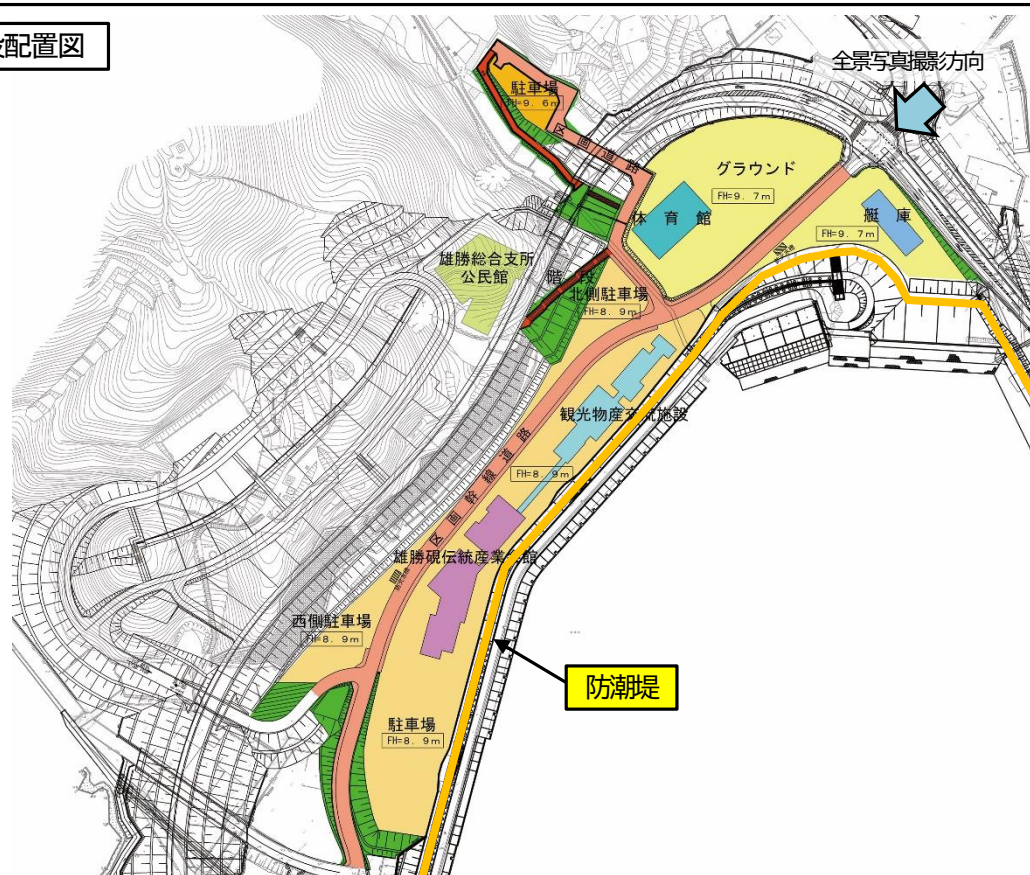 配置図
全景写真撮影方向
駐車場
FH=9.6m
区画道路
グラウンド
FH=9.7m
体育館
艇庫
FH=9.7m
雄勝総合支所
公民館
階段
北側駐車場
FH=8.9m
観光物産交流施設
FH=8.9m
区画幹線道路
雄勝硯伝統産業会館
西側駐車場
FH=8.9m
防潮堤
駐車場
FH=8.9m